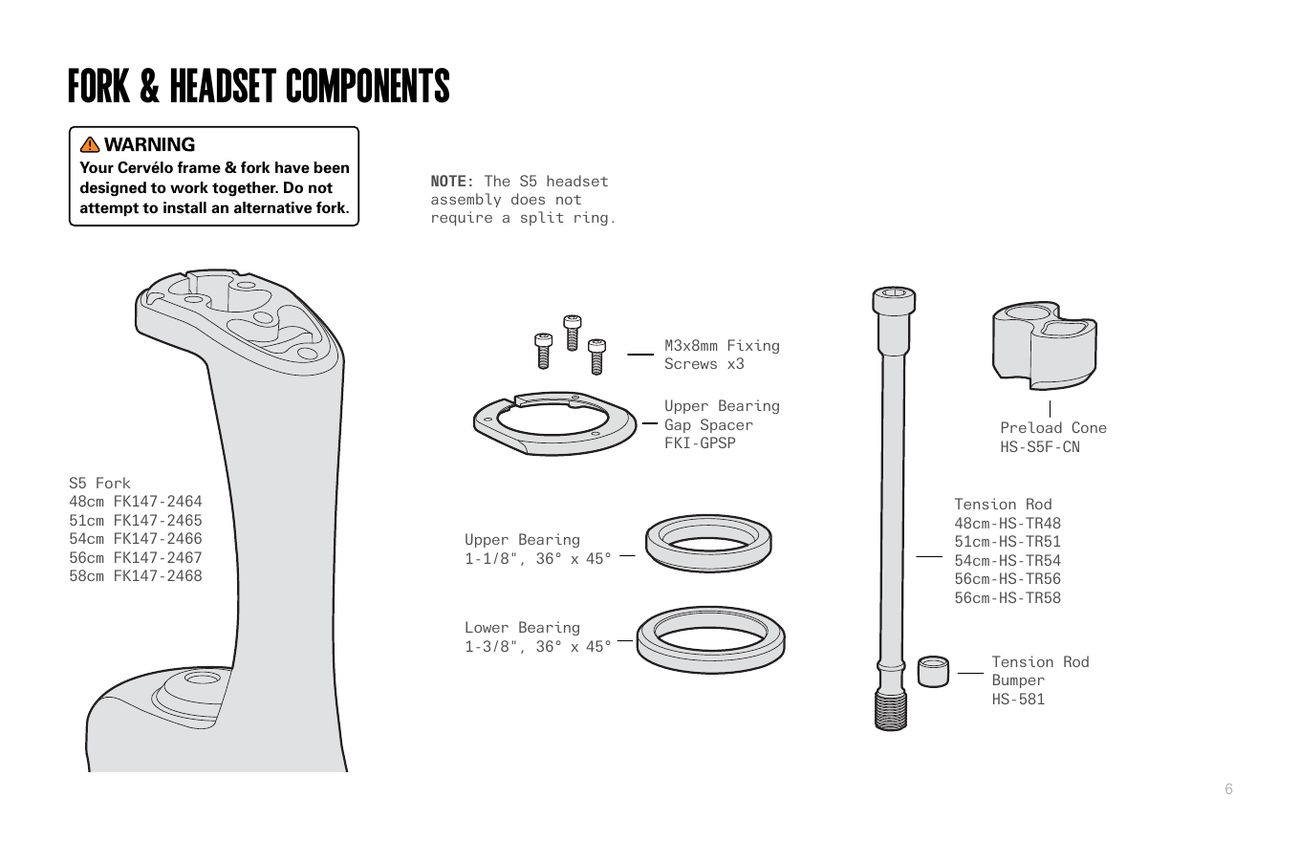 FORK & HEADSET COMPONENTS
WARNING
Your Cervélo frame & fork have been
designed to work together. Do not
attempt to install an alternative fork.
NOTE: The S5 headset
assembly does not
require a split ring.
M3x8mm Fixing
Screws x3
Upper Bearing
Gap Spacer
FKI-GPSP
Preload Cone
HS-S5F-CN
S5 Fork
48cm FK147-2464
51cm FK147-2465
54cm FK147-2466
56cm FK147-2467
58cm FK147-2468
Upper Bearing
1-1/8", 36° x 45°
Lower Bearing
1-3/8", 36° x 45°
Tension Rod
48cm-HS-TR48
51cm-HS-TR51
54cm-HS-TR54
56cm-HS-TR56
56cm-HS-TR58
Tension Rod
Bumper
HS-581
6